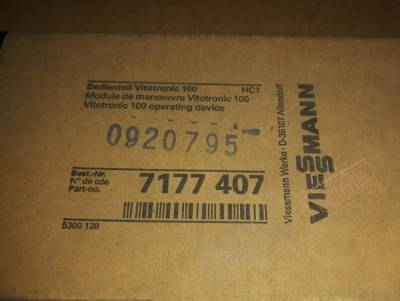 Bedienteil Vitotronic 100 HC1
Module de manœuvre Vitotronic 100
Vitotronic 100 operating device
0920795
Best.-Nr.
N° de cde
Part-no.
7177 407
5300 138
Viessmann Werke · D-35107 Allendorf
VIESSMANN